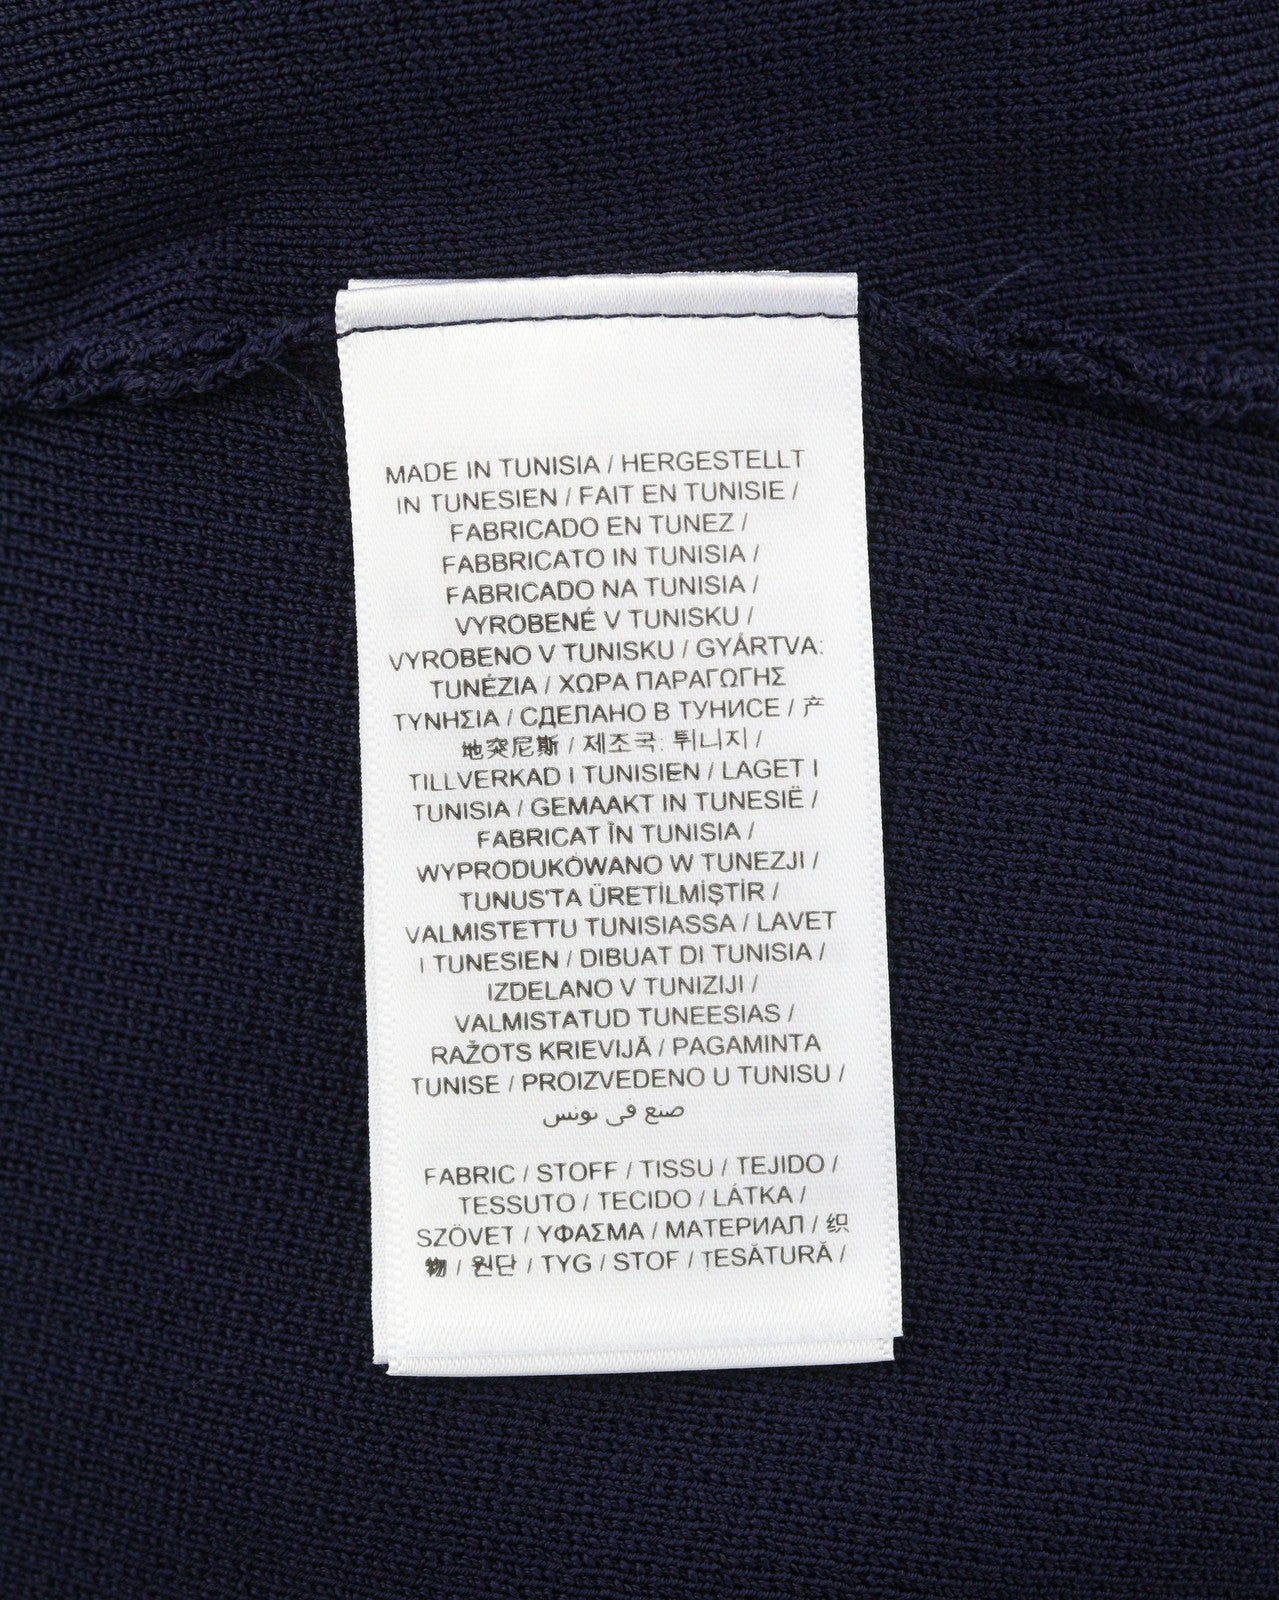 MADE IN TUNISIA / HERGESTELLT
IN TUNESIEN / FAIT EN TUNISIE /
FABRICADO EN TUNEZ /
FABBRICATO IN TUNISIA /
FABRICADO NA TUNISIA /
VYROBENÉ V TUNISKU /
VYROBENO V TUNISKU / GYÁRTVA:
TUNÉZIA / ΧΩΡΑ ΠΑΡΑΓΩΓΗΣ
ΤΥΝΗΣΙΑ / СДЕЛАНО В ТУНИСЕ / 产
地突尼斯 / 제조국: 튀니지 /
TILLVERKAD I TUNISIEN / LAGET I
TUNISIA / GEMAAKT IN TUNESIË /
FABRICAT ÎN TUNISIA /
WYPRODUKOWANO W TUNEZJI /
TUNUS'TA ÜRETİLMİŞTİR /
VALMISTETTU TUNISIASSA / LAVET
I TUNESIEN / DIBUAT DI TUNISIA /
IZDELANO V TUNIZIJI /
VALMISTATUD TUNEESIAS /
RAŽOTS KRIEVIJĀ / PAGAMINTA
TUNISE / PROIZVEDENO U TUNISU /
صنع في تونس
FABRIC / STOFF / TISSU / TEJIDO /
TESSUTO / TECIDO / LÁTKA /
SZÖVET / ΥΦΑΣΜΑ / МАТЕРИАЛ / 织
物 / 원단 / TYG / STOF / ȚESĂTURĂ /